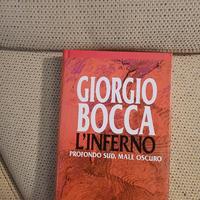 GIORGIO
BOCCA
L'INFERNO
PROFONDO SUD, MALE OSCURO